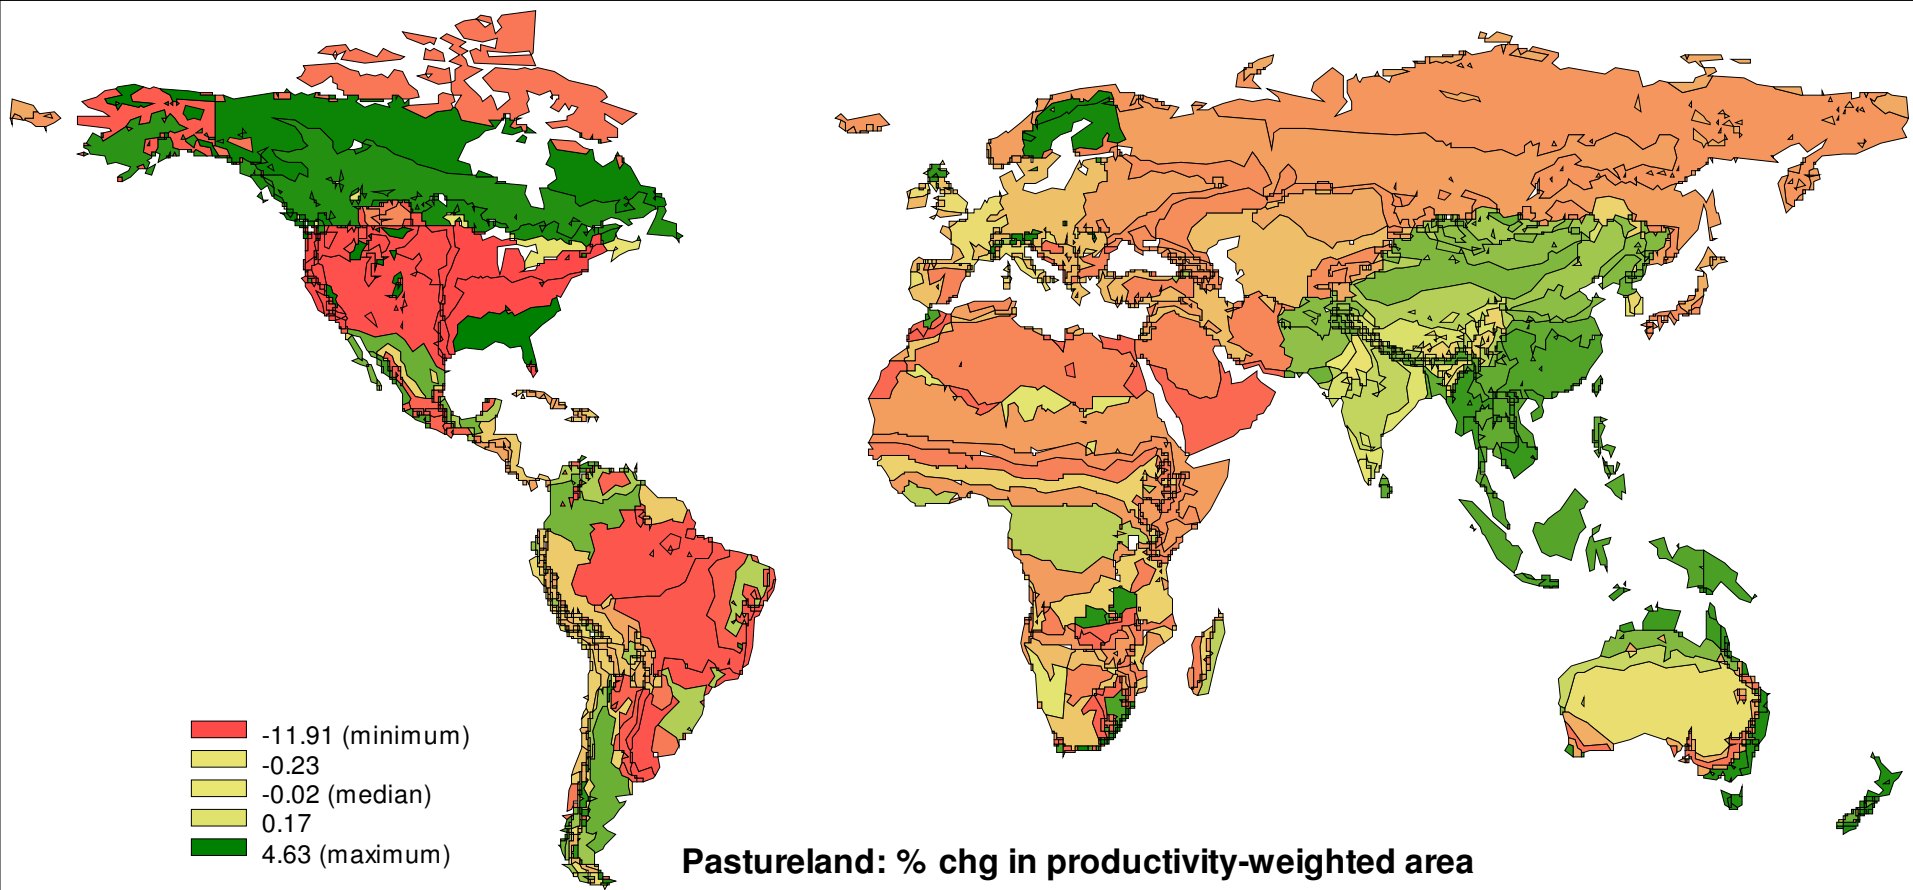 -11.91 (minimum)
-0.23
-0.02 (median)
0.17
4.63 (maximum)
Pastureland: % chg in productivity-weighted area